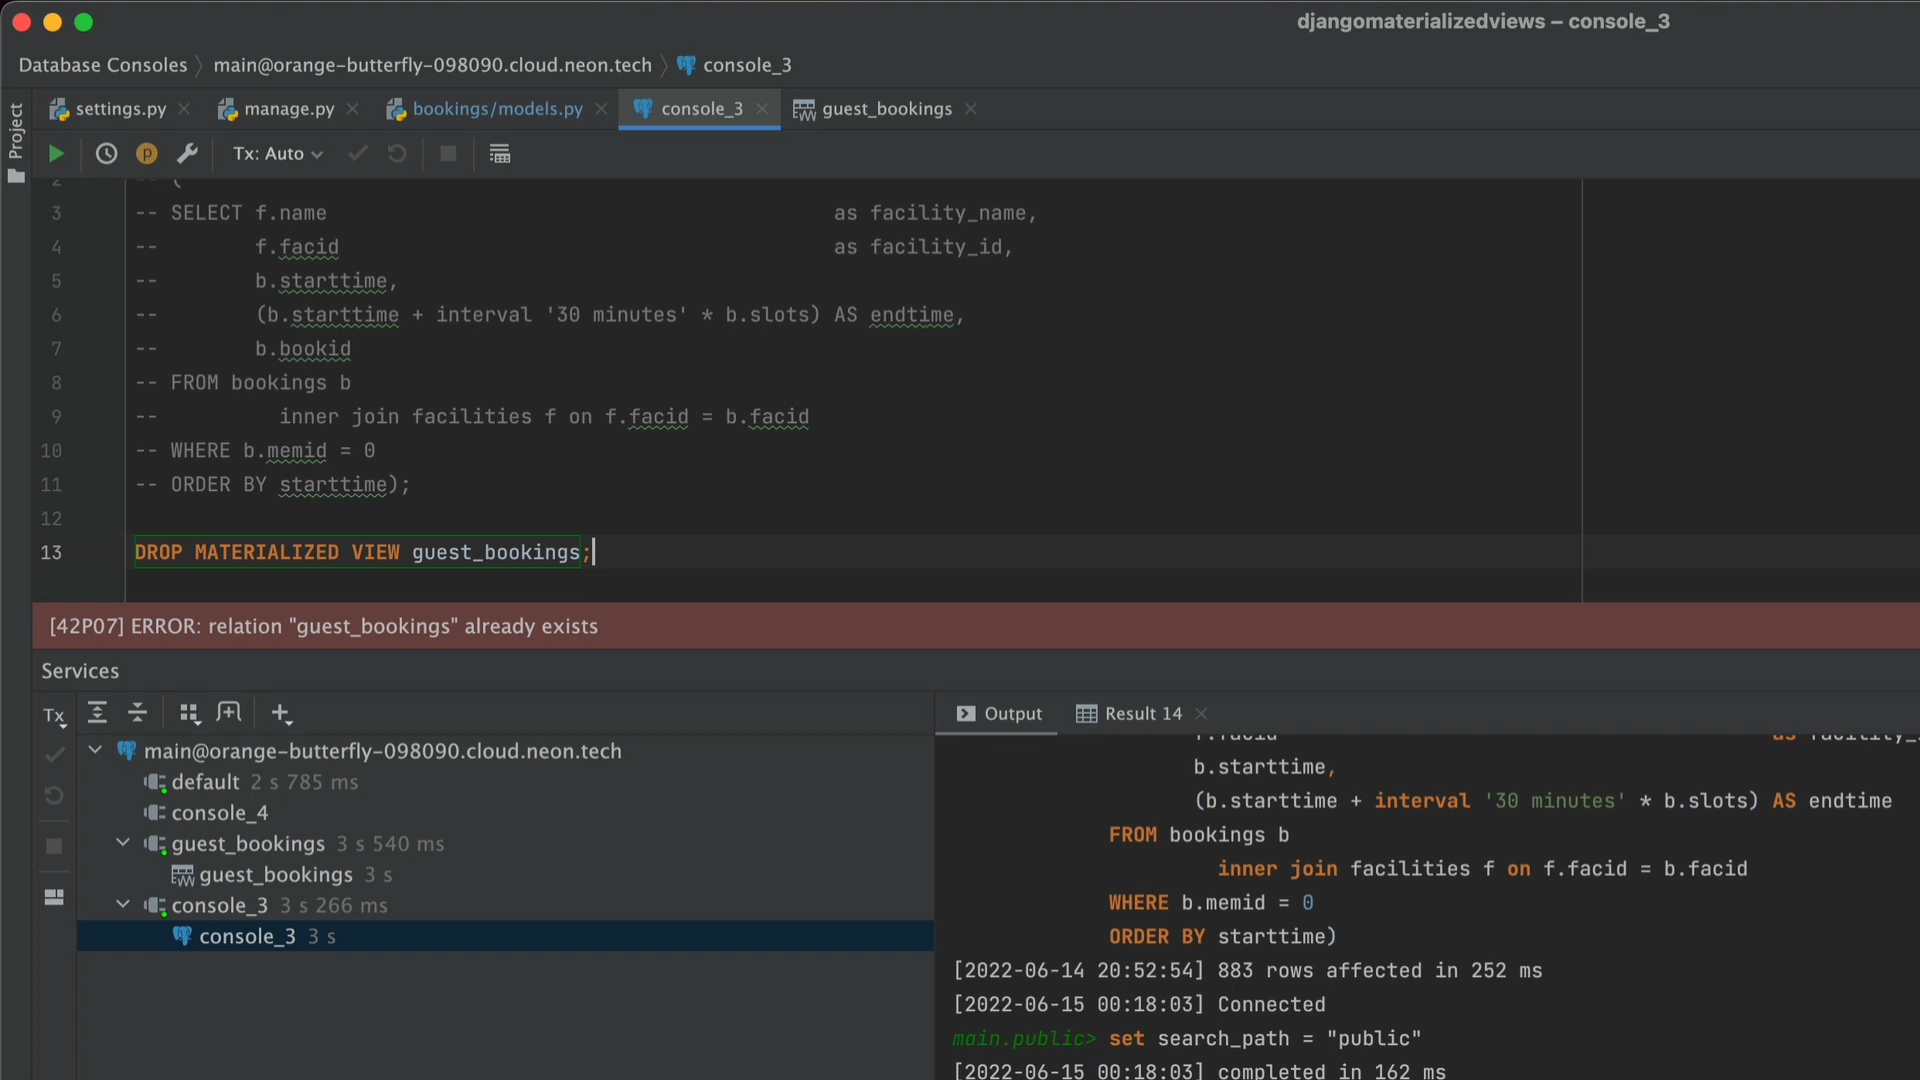 djangomaterializedviews – console_3
Database Consoles main@orange-butterfly-098090.cloud.neon.tech console_3
Project
settings.py manage.py bookings/models.py console_3 guest_bookings
p Tx: Auto
2 -- (
3 -- SELECT f.name as facility_name,
4 -- f.facid as facility_id,
5 -- b.starttime,
6 -- (b.starttime + interval '30 minutes' * b.slots) AS endtime,
7 -- b.bookid
8 -- FROM bookings b
9 -- inner join facilities f on f.facid = b.facid
10 -- WHERE b.memid = 0
11 -- ORDER BY starttime);
12
13 DROP MATERIALIZED VIEW guest_bookings;
[42P07] ERROR: relation "guest_bookings" already exists
Services
Tx
main@orange-butterfly-098090.cloud.neon.tech
default 2 s 785 ms
console_4
guest_bookings 3 s 540 ms
guest_bookings 3 s
console_3 3 s 266 ms
console_3 3 s
Output Result 14
f.facid as facility_
b.starttime,
(b.starttime + interval '30 minutes' * b.slots) AS endtime
FROM bookings b
inner join facilities f on f.facid = b.facid
WHERE b.memid = 0
ORDER BY starttime)
[2022-06-14 20:52:54] 883 rows affected in 252 ms
[2022-06-15 00:18:03] Connected
main.public> set search_path = "public"
[2022-06-15 00:18:03] completed in 162 ms